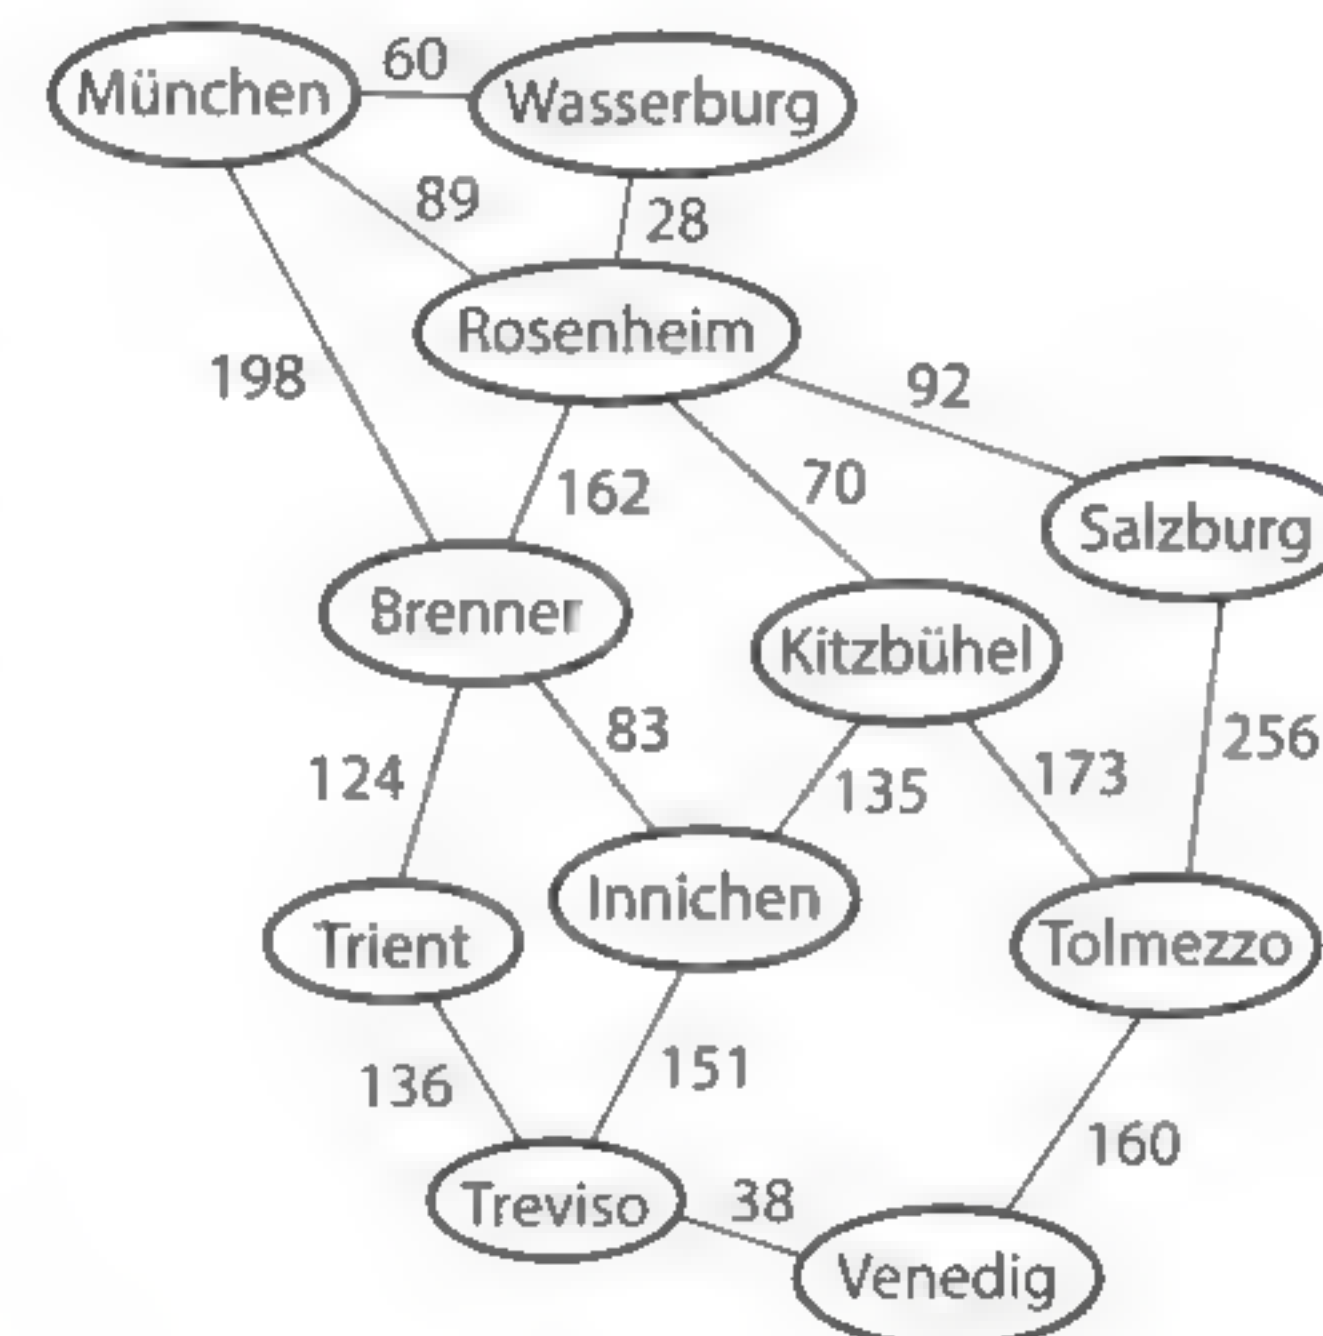 60
München
Wasserburg
89
28
Rosenheim
198
92
162
70
Salzburg
Brenner
Kitzbühel
83
256
124
135
173
Innichen
Trient
Tolmezzo
151
136
160
38
Treviso
Venedig